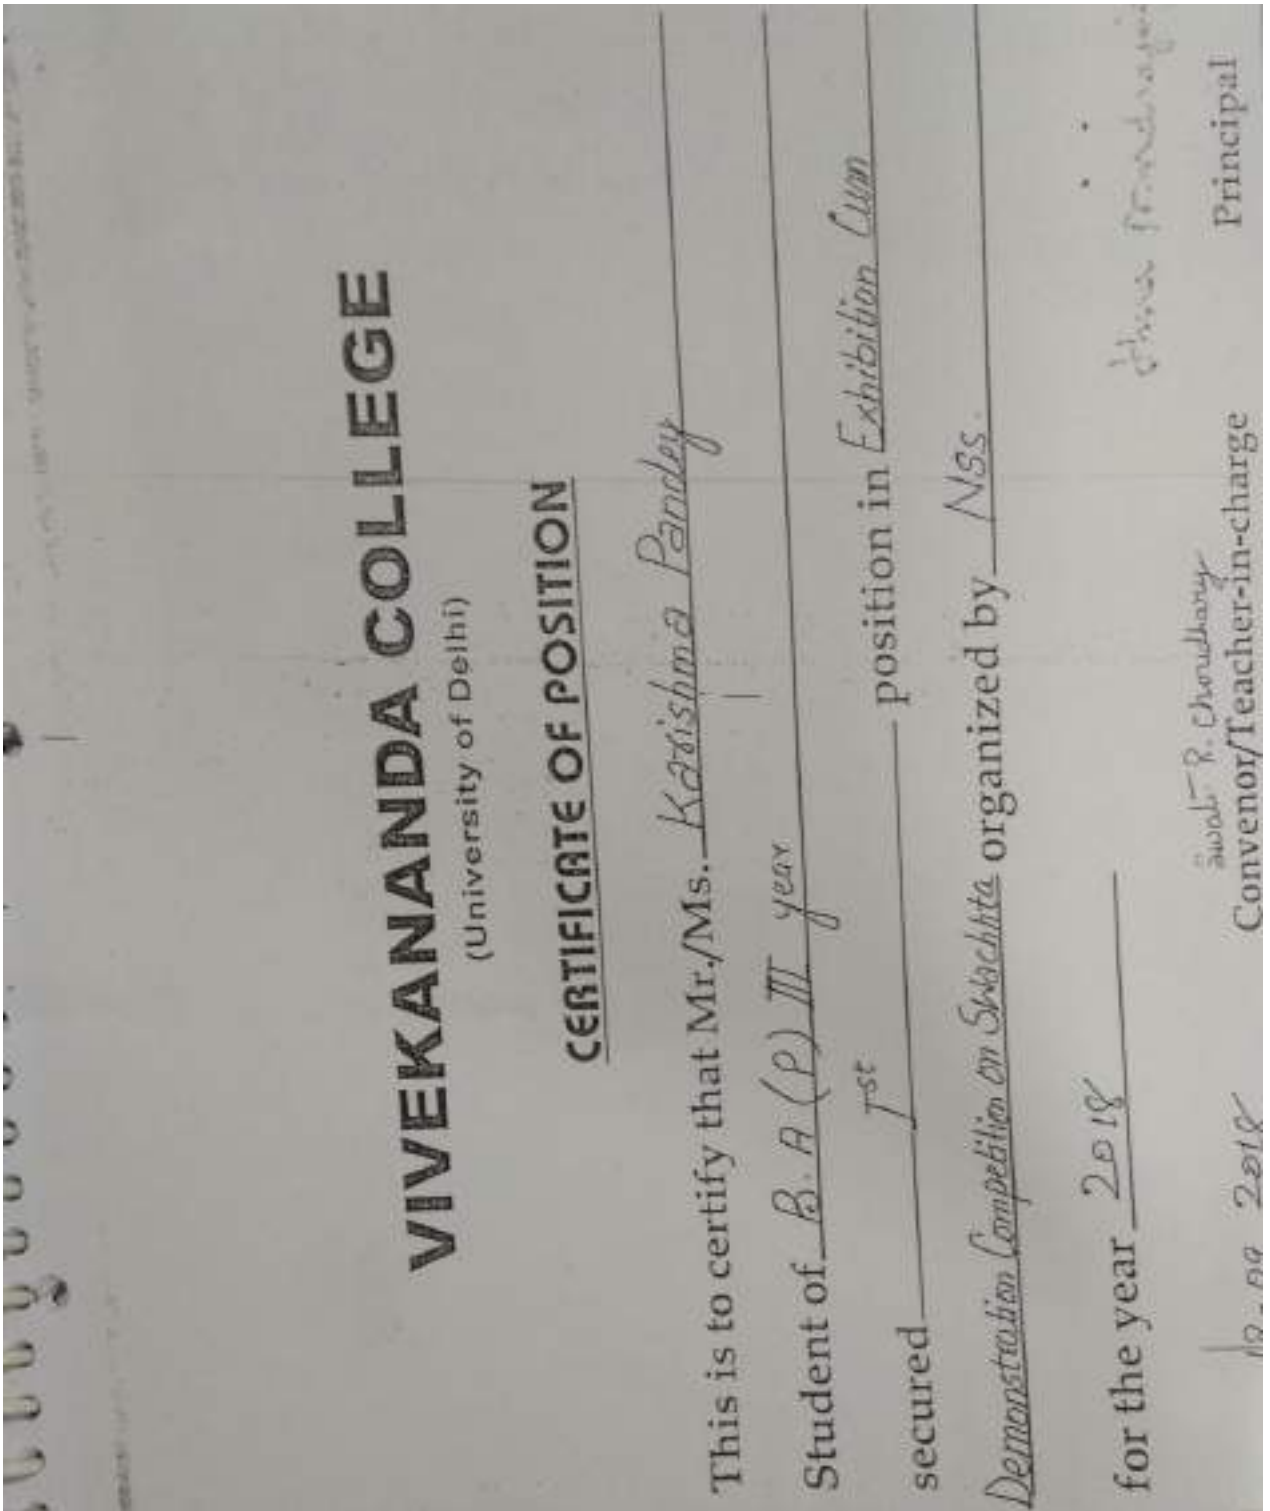 VIVEKANANDA COLLEGE
(University of Delhi)
CERTIFICATE OF POSITION
This is to certify that Mr./Ms. Karishma Pandey
Student of B.A (P) III year
secured Ist position in Exhibition Cum
Demonstration Competition on Swachhta organized by Nss.
for the year 2018
R. Choudhary
2018 Convenor/Teacher-in-charge Principal